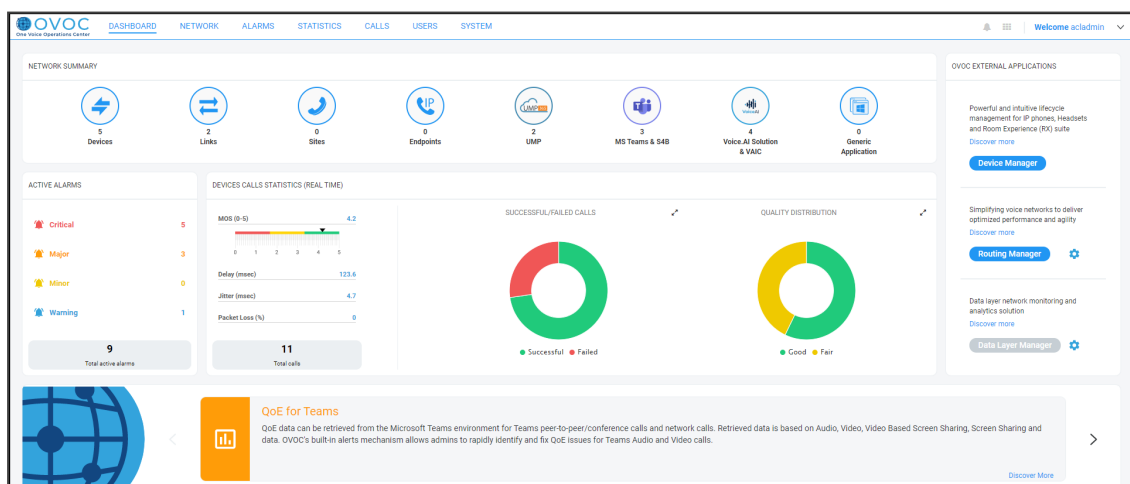 OVOC
One Voice Operations Center
DASHBOARD NETWORK ALARMS STATISTICS CALLS USERS SYSTEM
Welcome acladmin
NETWORK SUMMARY
IP
UMP365
VoiceAI
5
Devices
2
Links
0
Sites
0
Endpoints
2
UMP
3
MS Teams & S4B
4
Voice.AI Solution
& VAIC
0
Generic
Application
OVOC EXTERNAL APPLICATIONS
Powerful and intuitive lifecycle
management for IP phones, Headsets
and Room Experience (RX) suite
Discover more
Device Manager
Simplifying voice networks to deliver
optimized performance and agility
Discover more
Routing Manager
Data layer network monitoring and
analytics solution
Discover more
Data Layer Manager
ACTIVE ALARMS
Critical 5
Major 3
Minor 0
Warning 1
9
Total active alarms
DEVICES CALLS STATISTICS (REAL TIME)
MOS (0-5) 4.2
0 1 2 3 4 5
Delay (msec) 123.6
Jitter (msec) 4.7
Packet Loss (%) 0
11
Total calls
SUCCESSFUL/FAILED CALLS
Successful Failed
QUALITY DISTRIBUTION
Good Fair
QoE for Teams
QoE data can be retrieved from the Microsoft Teams environment for Teams peer-to-peer/conference calls and network calls. Retrieved data is based on Audio, Video, Video Based Screen Sharing, Screen Sharing and
data. OVOC's built-in alerts mechanism allows admins to rapidly identify and fix QoE issues for Teams Audio and Video calls.
Discover More